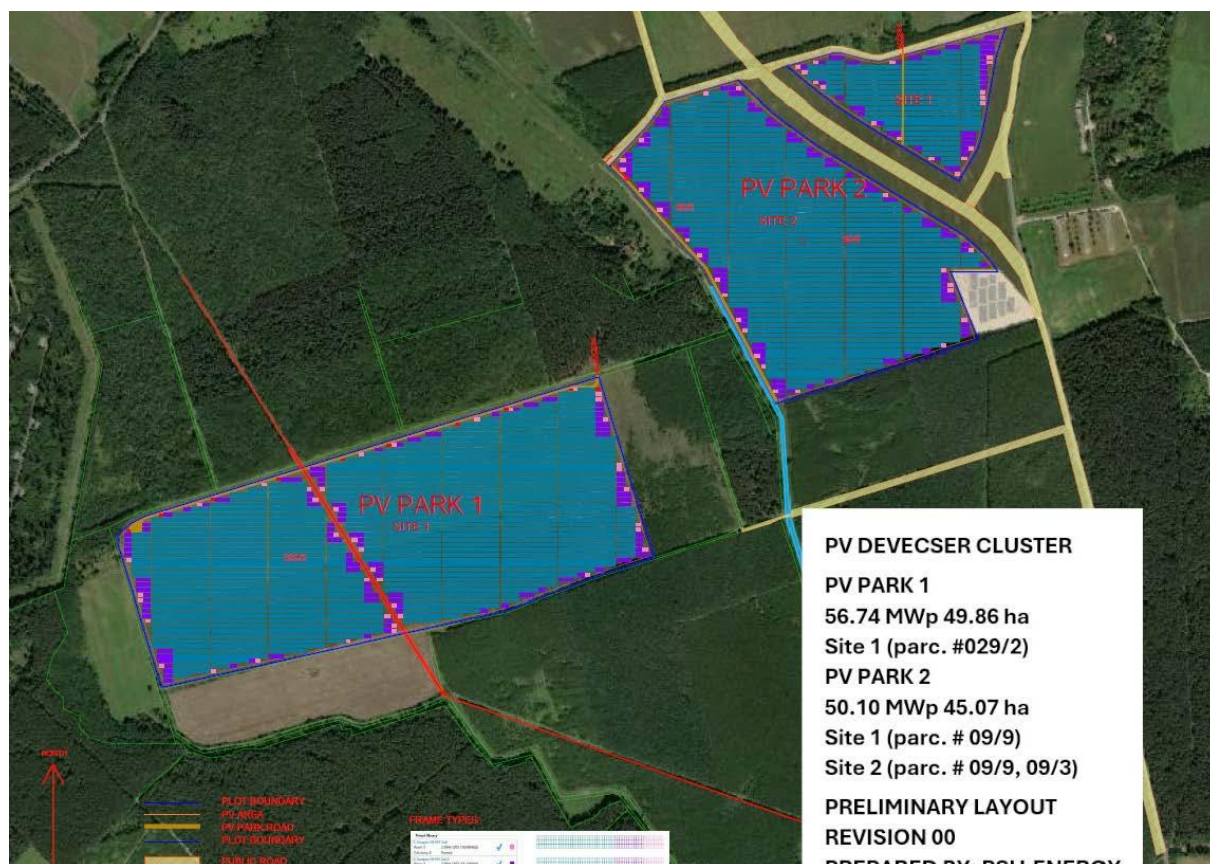 SITE 1
PV PARK 2
SITE 2
PV PARK 1
SITE 1
PV DEVECSER CLUSTER
PV PARK 1
56.74 MWp 49.86 ha
Site 1 (parc. #029/2)
PV PARK 2
50.10 MWp 45.07 ha
Site 1 (parc. # 09/9)
Site 2 (parc. # 09/9, 09/3)
PRELIMINARY LAYOUT
REVISION 00
NORTH
PLOT BOUNDARY
PV AREA
PV PARK ROAD
PLOT BOUNDARY
PUBLIC ROAD
FRAME TYPES: